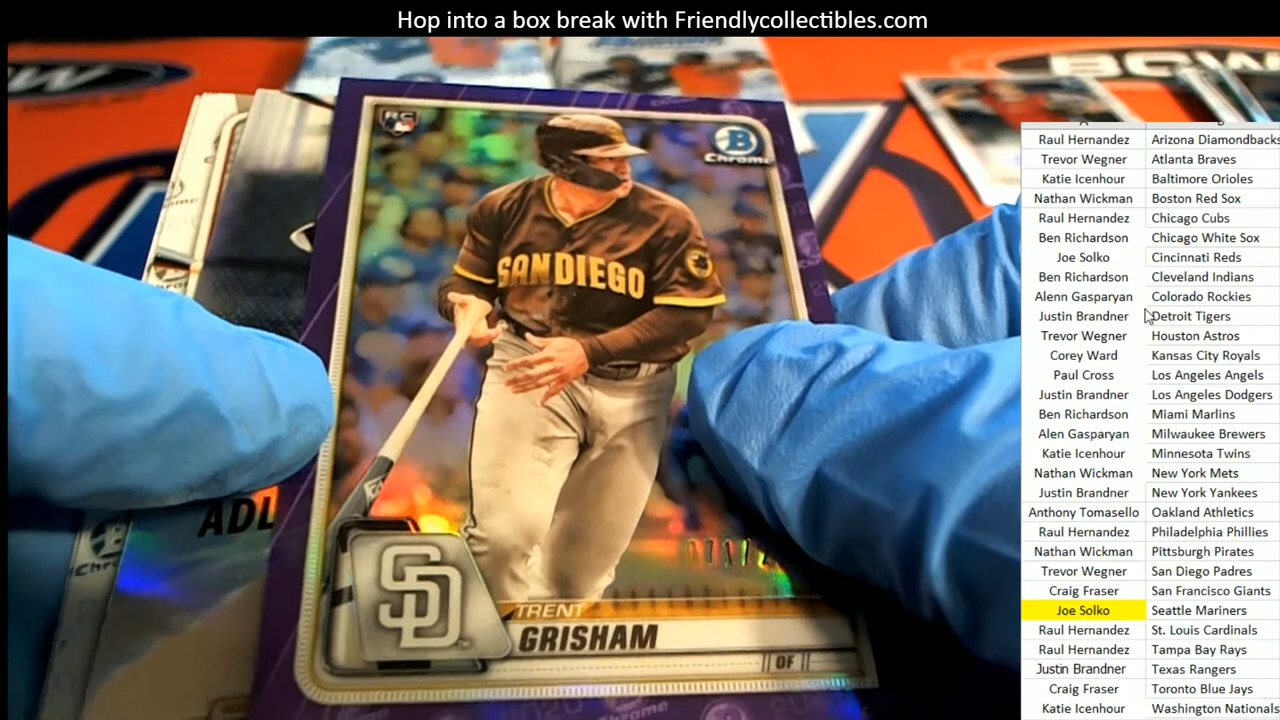 Hop into a box break with Friendlycollectibles.com
RC
B
Chrome
SAN DIEGO
SD
TRENT
GRISHAM
OF
ADL
BOW
Raul Hernandez Arizona Diamondbacks
Trevor Wegner Atlanta Braves
Katie Icenhour Baltimore Orioles
Nathan Wickman Boston Red Sox
Raul Hernandez Chicago Cubs
Ben Richardson Chicago White Sox
Joe Solko Cincinnati Reds
Ben Richardson Cleveland Indians
Alenn Gasparyan Colorado Rockies
Justin Brandner Detroit Tigers
Trevor Wegner Houston Astros
Corey Ward Kansas City Royals
Paul Cross Los Angeles Angels
Justin Brandner Los Angeles Dodgers
Ben Richardson Miami Marlins
Alen Gasparyan Milwaukee Brewers
Katie Icenhour Minnesota Twins
Nathan Wickman New York Mets
Justin Brandner New York Yankees
Anthony Tomasello Oakland Athletics
Raul Hernandez Philadelphia Phillies
Nathan Wickman Pittsburgh Pirates
Trevor Wegner San Diego Padres
Craig Fraser San Francisco Giants
Joe Solko Seattle Mariners
Raul Hernandez St. Louis Cardinals
Raul Hernandez Tampa Bay Rays
Justin Brandner Texas Rangers
Craig Fraser Toronto Blue Jays
Katie Icenhour Washington Nationals